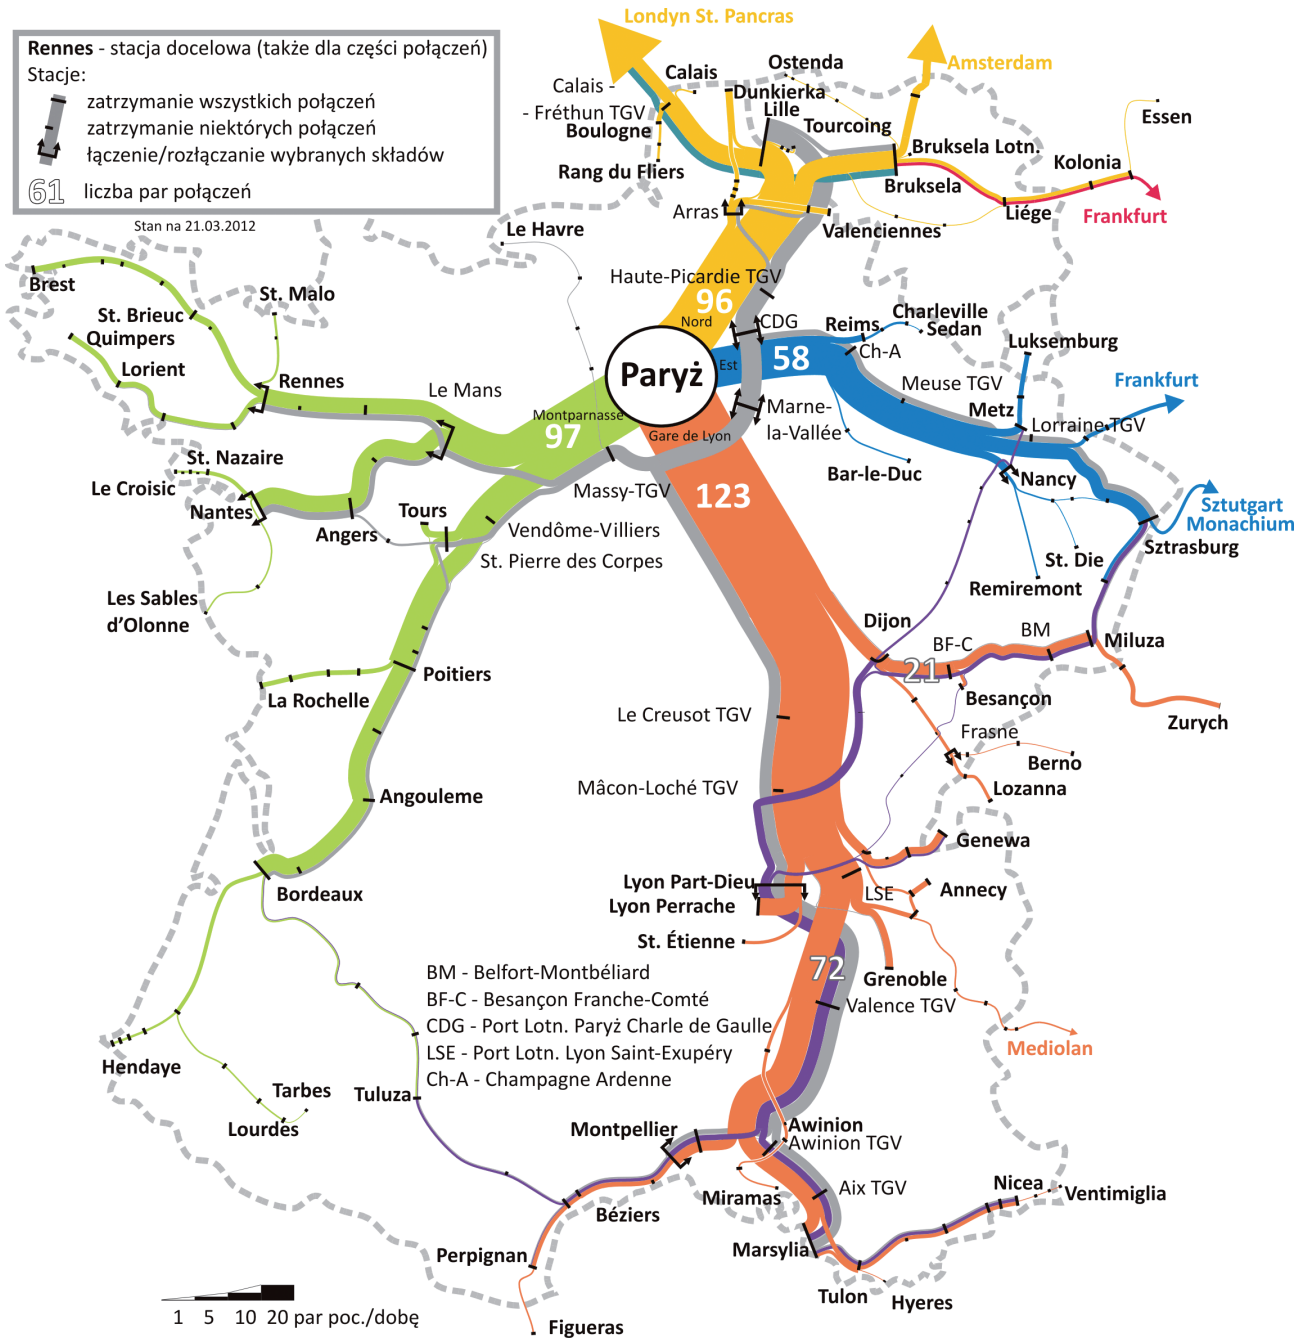 Londyn St. Pancras
Rennes - stacja docelowa (także dla części połączeń)
Stacje:
zatrzymanie wszystkich połączeń
zatrzymanie niektórych połączeń
łączenie/rozłączanie wybranych składów
61 liczba par połączeń
Stan na 21.03.2012
Calais
Ostenda
Amsterdam
Calais -
- Fréthun TGV
Dunkierka
Lille
Boulogne
Tourcoing
Essen
Bruksela Lotn.
Rang du Fliers
Bruksela
Kolonia
Arras
Liége
Frankfurt
Le Havre
Valenciennes
Haute-Picardie TGV
Brest
St. Malo
96
Nord
CDG
St. Brieuc
Quimpers
Reims
Charleville
Sedan
Ch-A
Luksemburg
Lorient
Rennes
Paryż
Est
58
Le Mans
Meuse TGV
Frankfurt
Montparnasse
97
Gare de Lyon
Marne-
la-Vallée
Metz
Lorraine TGV
St. Nazaire
Le Croisic
Bar-le-Duc
Nancy
Massy-TGV
123
Nantes
Tours
Sztutgart
Monachium
Angers
Vendôme-Villiers
Sztrasburg
St. Pierre des Corpes
St. Die
Remiremont
Les Sables
d'Olonne
Dijon
BM
Miluza
BF-C
21
Poitiers
La Rochelle
Besançon
Le Creusot TGV
Zurych
Frasne
Berno
Mâcon-Loché TGV
Lozanna
Angouleme
Genewa
Lyon Part-Dieu
Bordeaux
LSE
Annecy
Lyon Perrache
St. Étienne
72
Grenoble
BM - Belfort-Montbéliard
BF-C - Besançon Franche-Comté
Valence TGV
CDG - Port Lotn. Paryż Charle de Gaulle
LSE - Port Lotn. Lyon Saint-Exupéry
Mediolan
Hendaye
Ch-A - Champagne Ardenne
Tarbes
Tuluza
Lourdes
Montpellier
Awinion
Awinion TGV
Miramas
Aix TGV
Nicea
Ventimiglia
Béziers
Perpignan
Marsylia
Tulon
Hyeres
1 5 10 20 par poc./dobę
Figueras